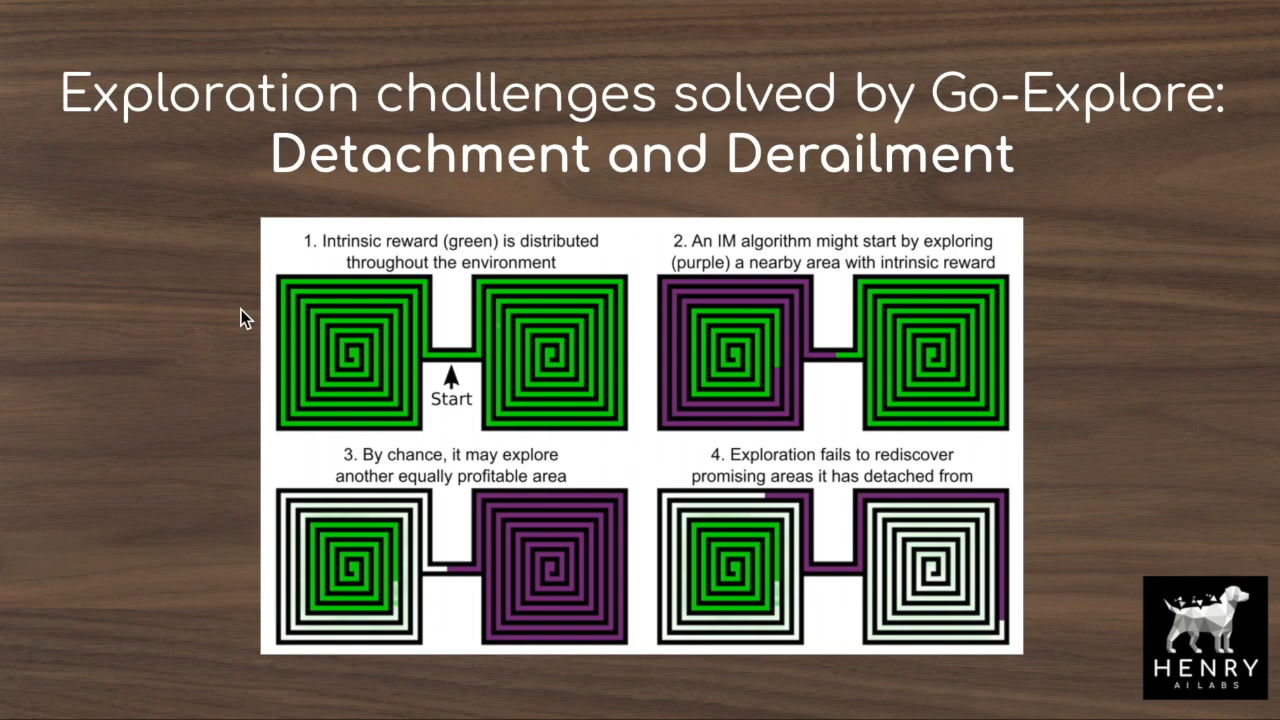 Exploration challenges solved by Go-Explore:
Detachment and Derailment
1. Intrinsic reward (green) is distributed
throughout the environment
2. An IM algorithm might start by exploring
(purple) a nearby area with intrinsic reward
Start
3. By chance, it may explore
another equally profitable area
4. Exploration fails to rediscover
promising areas it has detached from
HENRY
AI LABS